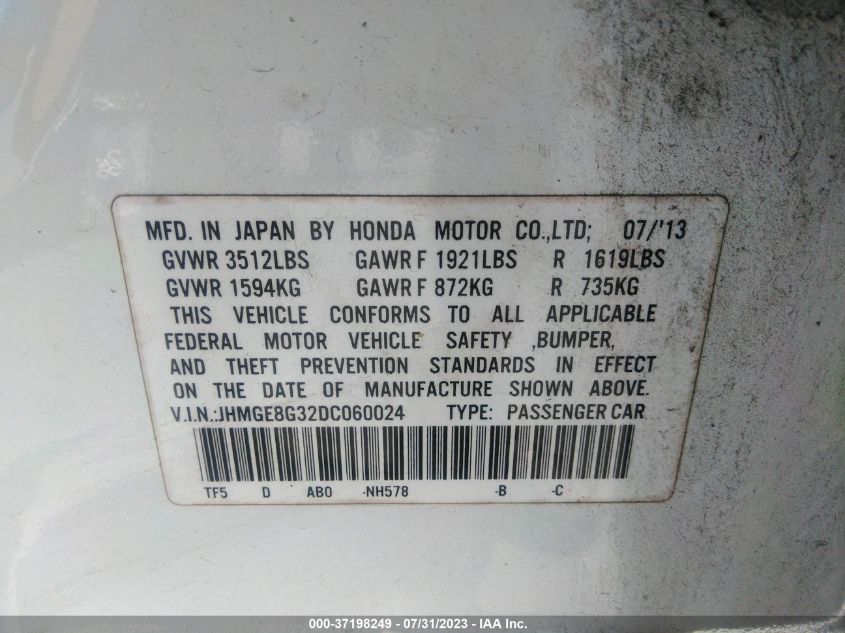 MFD. IN JAPAN BY HONDA MOTOR CO.,LTD; 07/'13
GVWR 3512LBS GAWR F 1921LBS R 1619LBS
GVWR 1594KG GAWR F 872KG R 735KG
THIS VEHICLE CONFORMS TO ALL APPLICABLE
FEDERAL MOTOR VEHICLE SAFETY ,BUMPER,
AND THEFT PREVENTION STANDARDS IN EFFECT
ON THE DATE OF MANUFACTURE SHOWN ABOVE.
V.I.N.:JHMGE8G32DC060024 TYPE: PASSENGER CAR
TF5 D AB0 -NH578 -B -C
000-37198249 - 07/31/2023 - IAA Inc.